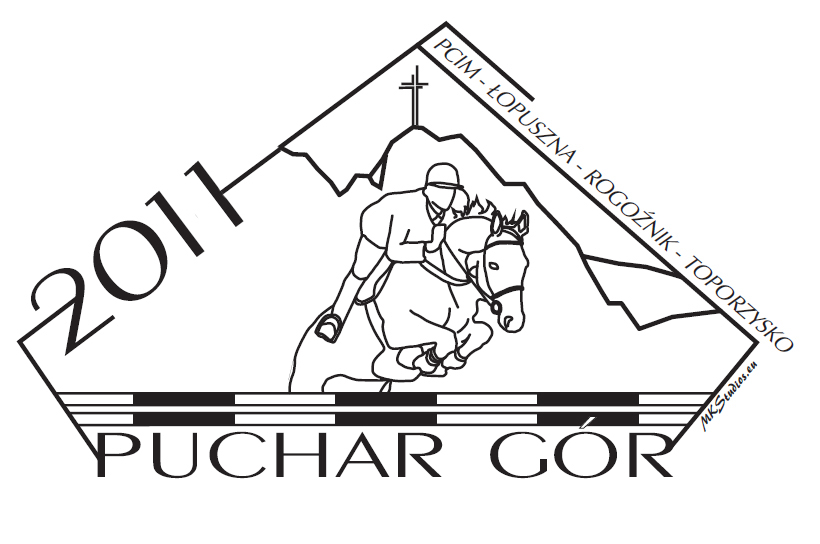 2011
PCIM - ŁOPUSZNA - ROGOŹNIK - TOPORZYSKO
MKStudios.eu
PUCHAR GÓR